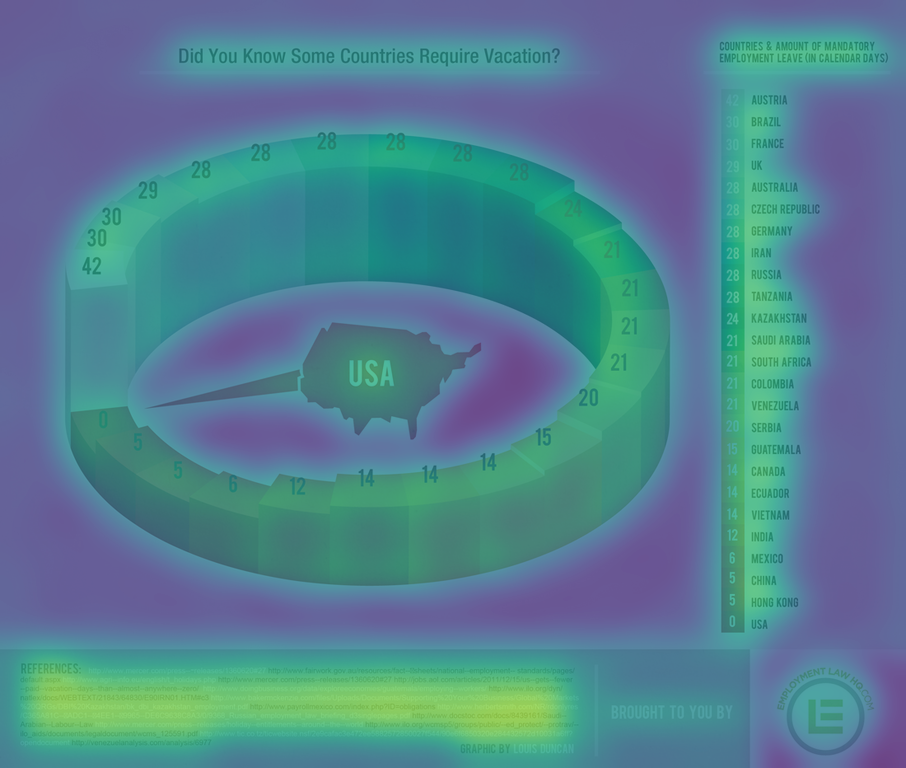 Did You Know Some Countries Require Vacation?
COUNTRIES & AMOUNT OF MANDATORY
EMPLOYMENT LEAVE (IN CALENDAR DAYS)
42 AUSTRIA
30 BRAZIL
30 FRANCE
29 UK
28 AUSTRALIA
28 CZECH REPUBLIC
28 GERMANY
28 IRAN
28 RUSSIA
28 TANZANIA
24 KAZAKHSTAN
21 SAUDI ARABIA
21 SOUTH AFRICA
21 COLOMBIA
21 VENEZUELA
20 SERBIA
15 GUATEMALA
14 CANADA
14 ECUADOR
14 VIETNAM
12 INDIA
6 MEXICO
5 CHINA
5 HONG KONG
0 USA
28
28
28
28
28
28
29
24
30
30
21
42
21
21
21
20
0
5
15
5
14
14
14
6
12
USA
REFERENCES:
GRAPHIC BY LOUIS DUNCAN
BROUGHT TO YOU BY
EMPLOYMENT LAW HQ.COM